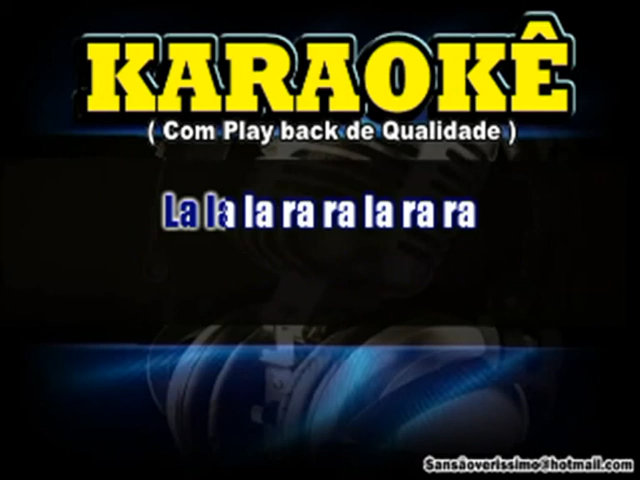 KARAOKÊ
( Com Play back de Qualidade )
La la la ra ra la ra ra
Sansãoverissimo@hotmail.com